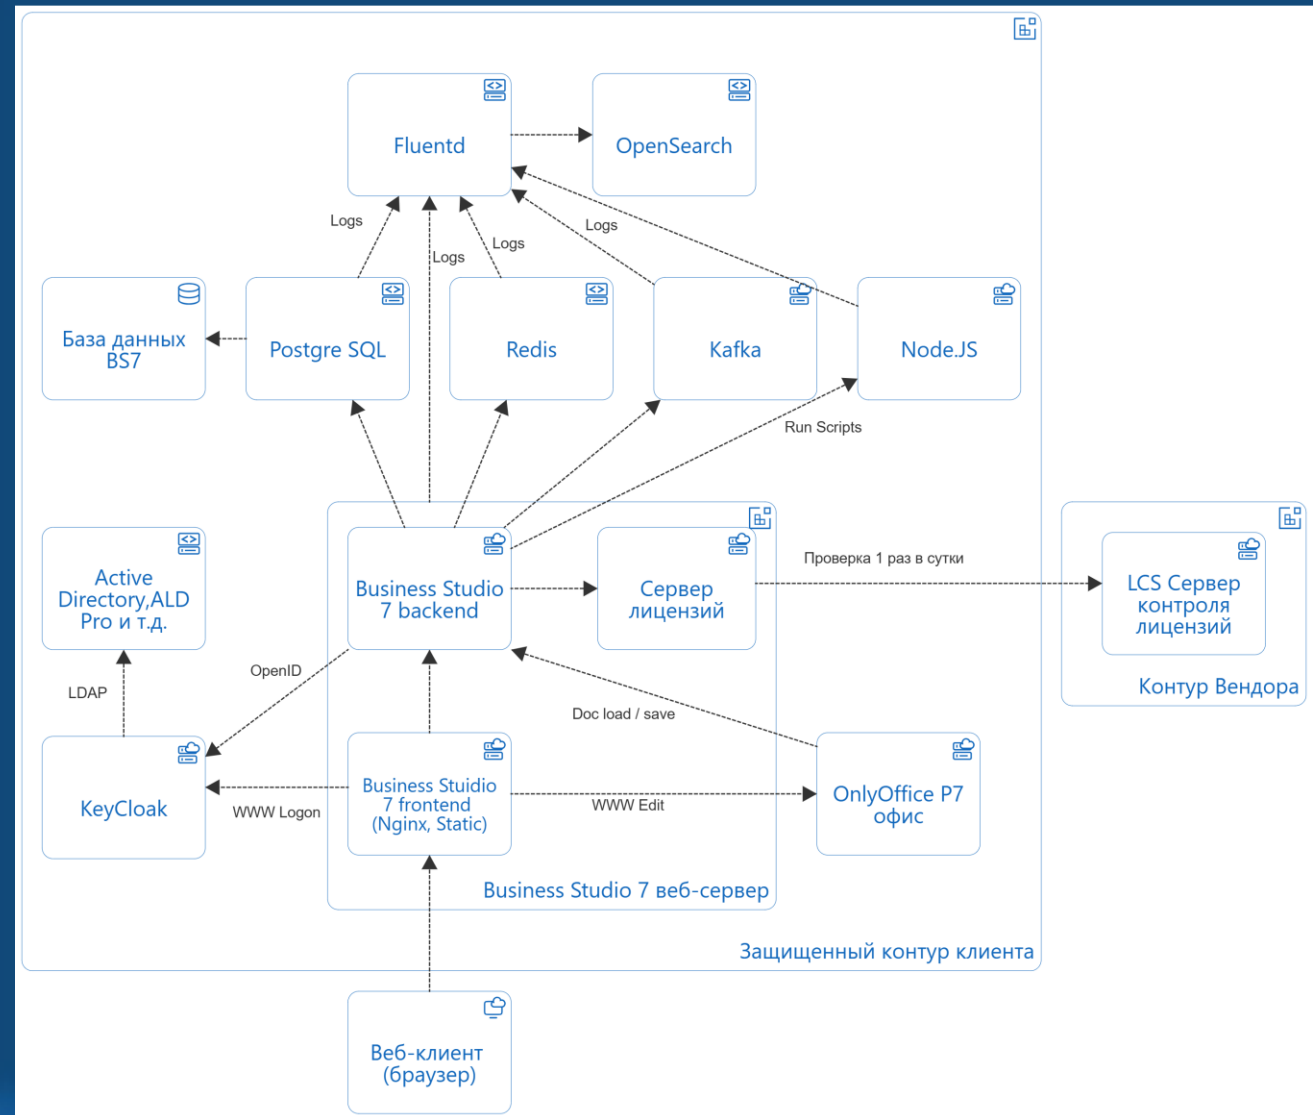 Fluentd
OpenSearch
Logs
Logs
Logs
Logs
База данных
BS7
Postgre SQL
Redis
Kafka
Node.JS
Run Scripts
Active
Directory,ALD
Pro и т.д.
Business Studio
7 backend
Сервер
лицензий
Проверка 1 раз в сутки
LCS Сервер
контроля
лицензий
Контур Вендора
LDAP
OpenID
Doc load / save
KeyCloak
WWW Logon
Business Stuidio
7 frontend
(Nginx, Static)
WWW Edit
OnlyOffice Р7
офис
Business Studio 7 веб-сервер
Защищенный контур клиента
Веб-клиент
(браузер)